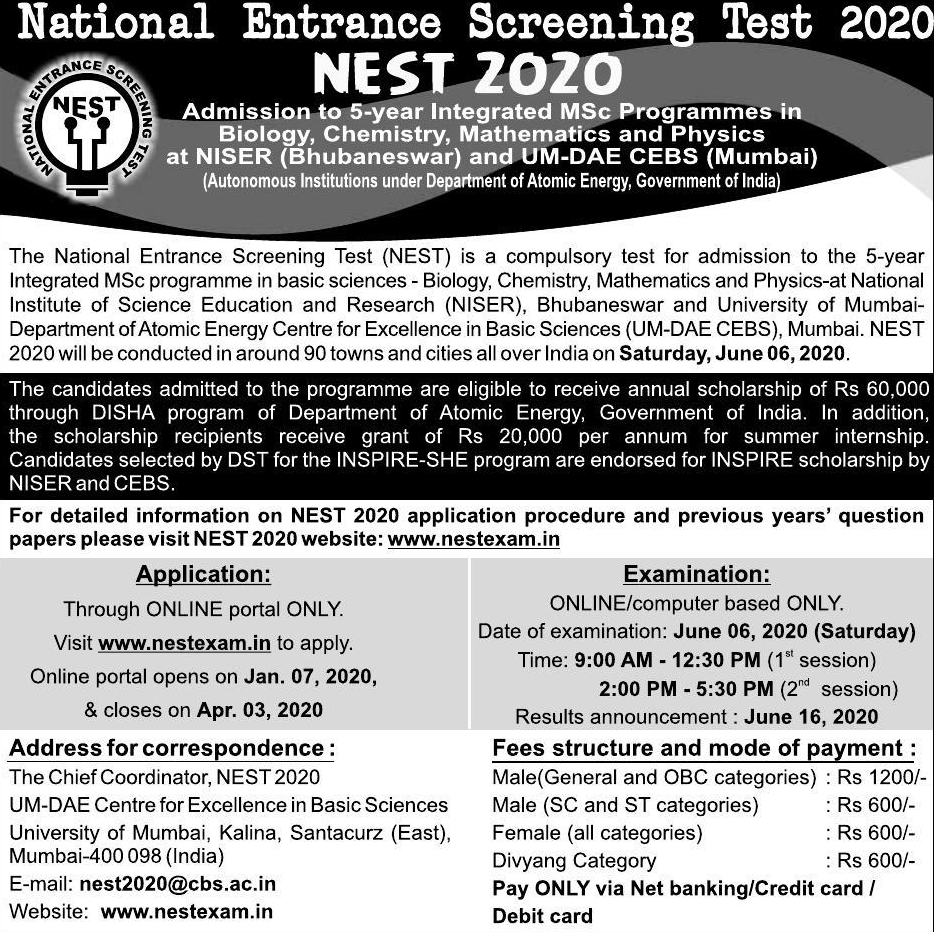 National Entrance Screening Test 2020
NEST 2020
NATIONAL ENTRANCE SCREENING TEST
NEST
Admission to 5-year Integrated MSc Programmes in
Biology, Chemistry, Mathematics and Physics
at NISER (Bhubaneswar) and UM-DAE CEBS (Mumbai)
(Autonomous Institutions under Department of Atomic Energy, Government of India)
The National Entrance Screening Test (NEST) is a compulsory test for admission to the 5-year
Integrated MSc programme in basic sciences - Biology, Chemistry, Mathematics and Physics-at National
Institute of Science Education and Research (NISER), Bhubaneswar and University of Mumbai-
Department of Atomic Energy Centre for Excellence in Basic Sciences (UM-DAE CEBS), Mumbai. NEST
2020 will be conducted in around 90 towns and cities all over India on Saturday, June 06, 2020.
The candidates admitted to the programme are eligible to receive annual scholarship of Rs 60,000
through DISHA program of Department of Atomic Energy, Government of India. In addition,
the scholarship recipients receive grant of Rs 20,000 per annum for summer internship.
Candidates selected by DST for the INSPIRE-SHE program are endorsed for INSPIRE scholarship by
NISER and CEBS.
For detailed information on NEST 2020 application procedure and previous years' question
papers please visit NEST 2020 website: www.nestexam.in
Application:
Through ONLINE portal ONLY.
Visit www.nestexam.in to apply.
Online portal opens on Jan. 07, 2020,
& closes on Apr. 03, 2020
Examination:
ONLINE/computer based ONLY.
Date of examination: June 06, 2020 (Saturday)
Time: 9:00 AM - 12:30 PM (1st session)
2:00 PM - 5:30 PM (2nd session)
Results announcement : June 16, 2020
Address for correspondence :
The Chief Coordinator, NEST 2020
UM-DAE Centre for Excellence in Basic Sciences
University of Mumbai, Kalina, Santacurz (East),
Mumbai-400 098 (India)
E-mail: nest2020@cbs.ac.in
Website: www.nestexam.in
Fees structure and mode of payment :
Male(General and OBC categories) : Rs 1200/-
Male (SC and ST categories) : Rs 600/-
Female (all categories) : Rs 600/-
Divyang Category : Rs 600/-
Pay ONLY via Net banking/Credit card /
Debit card